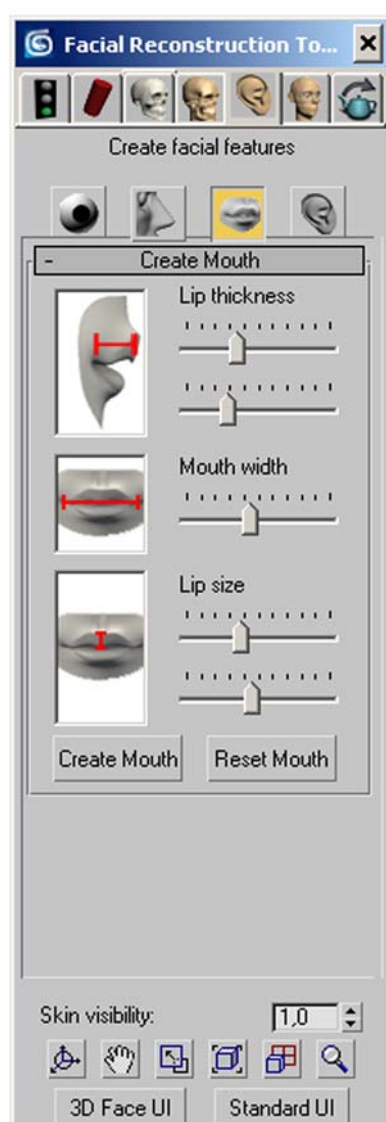 Facial Reconstruction To...
Create facial features
- Create Mouth
Lip thickness
Mouth width
Lip size
Create Mouth Reset Mouth
Skin visibility: 1,0
3D Face UI Standard UI